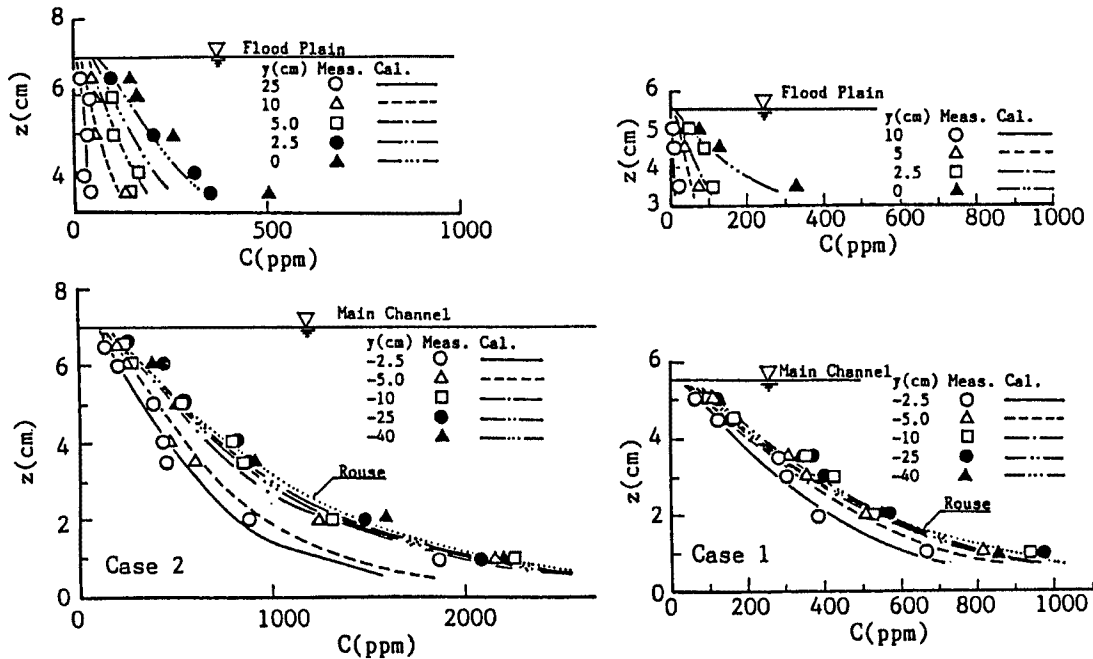 8
6
4
z(cm)
Flood Plain
y(cm) Meas. Cal.
25
10
5.0
2.5
0
0
500
1000
C(ppm)
6
5
4
3
z(cm)
Flood Plain
y(cm) Meas. Cal.
10
5
2.5
0
0
200
400
600
800
1000
C(ppm)
8
6
4
2
0
z(cm)
Main Channel
y(cm) Meas. Cal.
-2.5
-5.0
-10
-25
-40
Rouse
Case 2
0
1000
2000
C(ppm)
6
4
2
0
z(cm)
Main Channel
y(cm) Meas. Cal.
-2.5
-5.0
-10
-25
-40
Rouse
Case 1
0
200
400
600
800
1000
C(ppm)